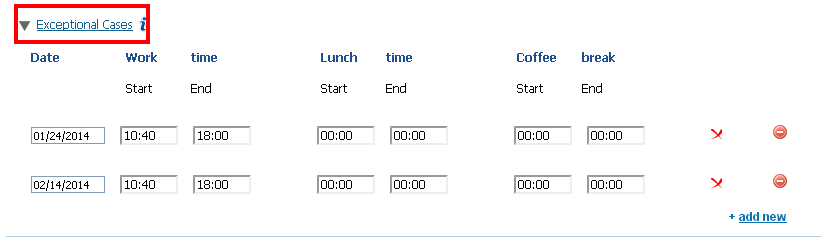 Exceptional Cases i
Date Work time Lunch time Coffee break
Start End Start End Start End
01/24/2014 10:40 18:00 00:00 00:00 00:00 00:00
02/14/2014 10:40 18:00 00:00 00:00 00:00 00:00
+ add new